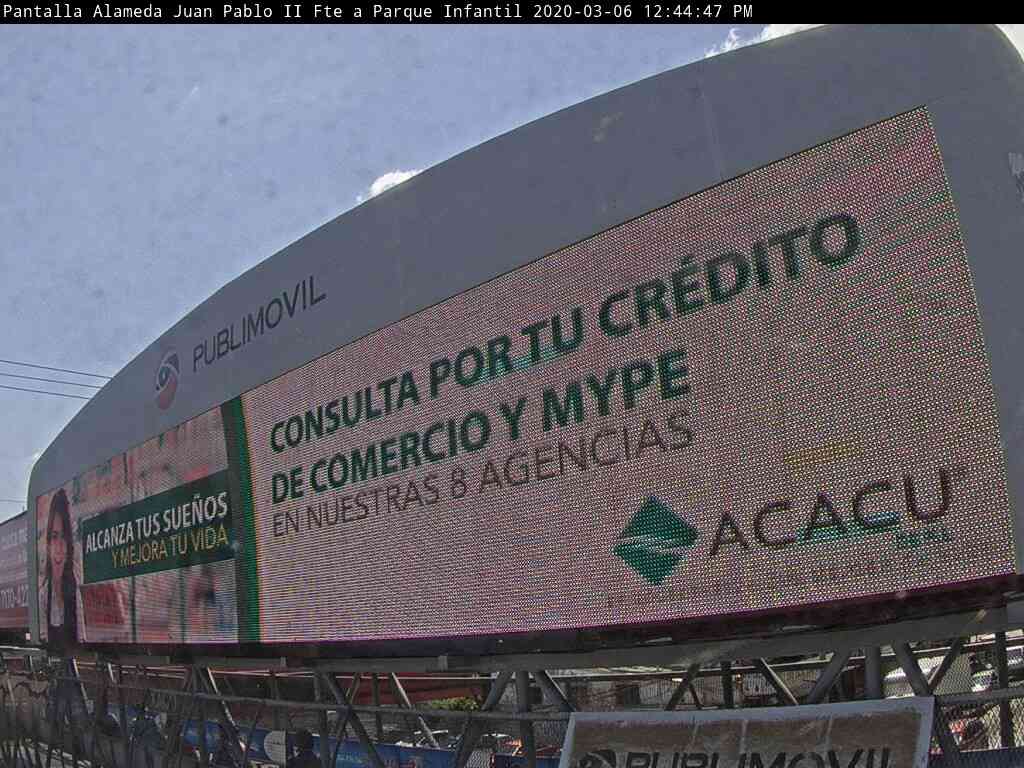 Pantalla Alameda Juan Pablo II Fte a Parque Infantil 2020-03-06 12:44:47 PM
PUBLIMOVIL
CONSULTA POR TU CRÉDITO
DE COMERCIO Y MYPE
EN NUESTRAS 8 AGENCIAS
ALCANZA TUS SUEÑOS
Y MEJORA TU VIDA
ACACU
PUBLIMOVIL